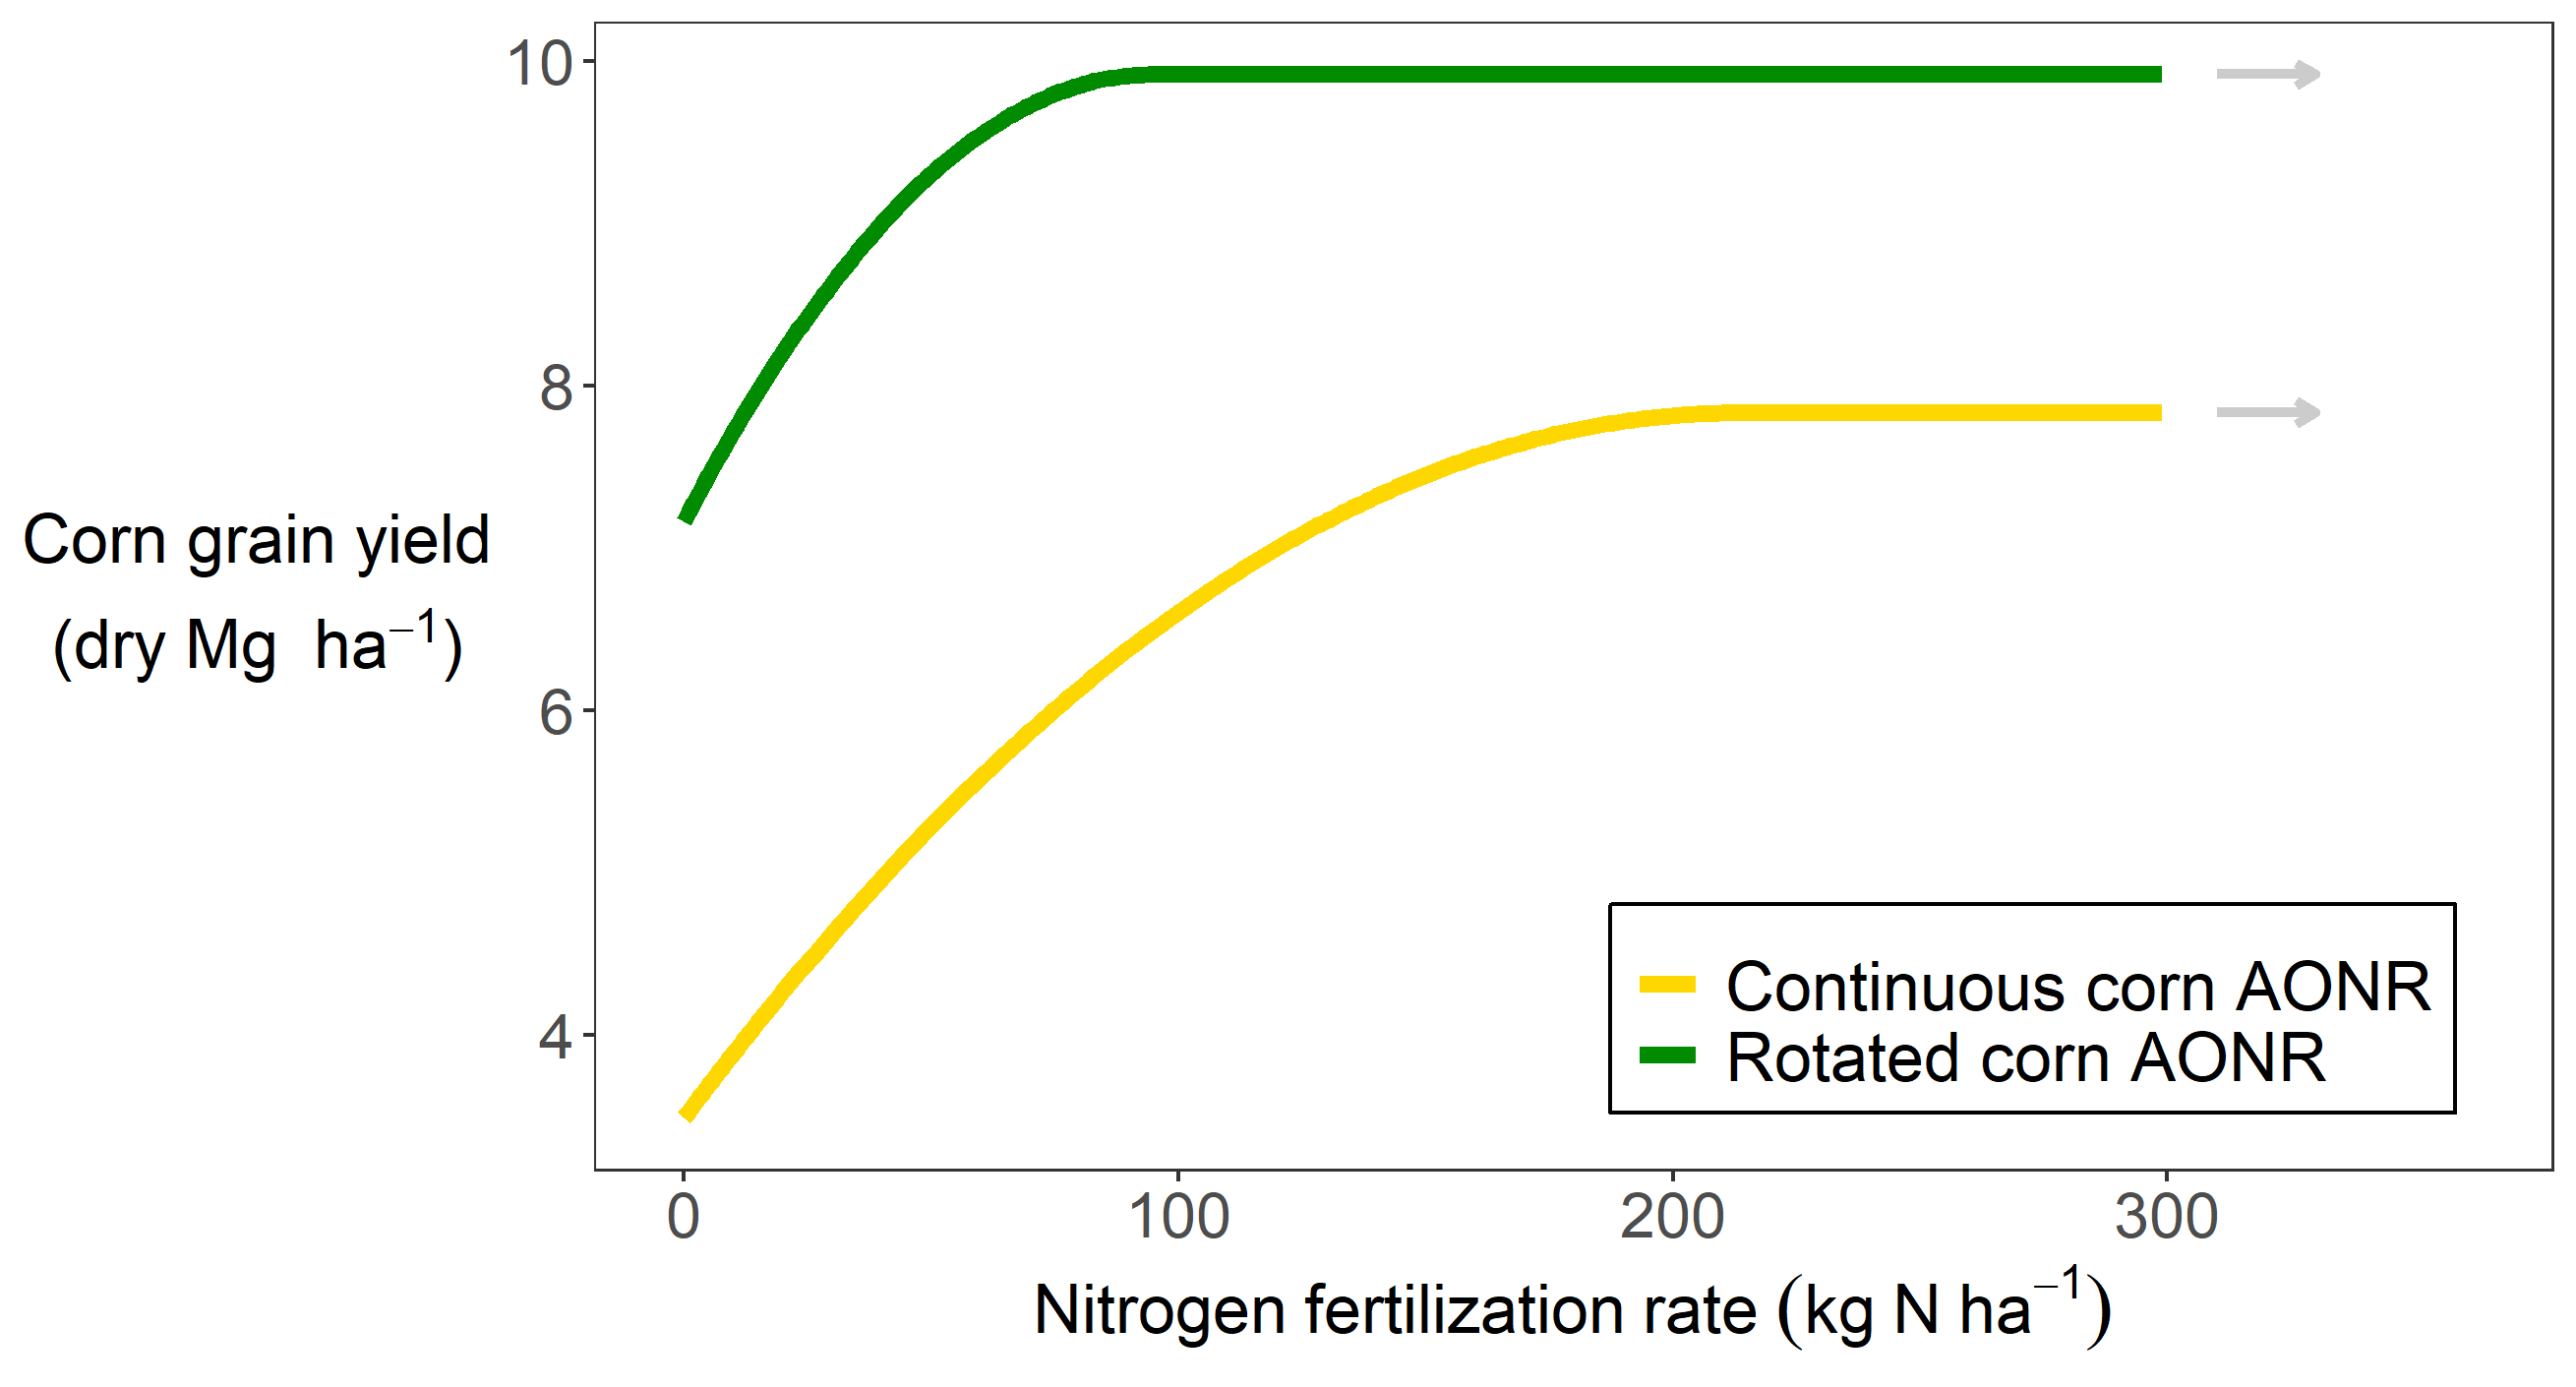 10
8
6
4
Corn grain yield
(dry Mg  ha⁻¹)
Continuous corn AONR
Rotated corn AONR
0 100 200 300
Nitrogen fertilization rate (kg N ha⁻¹)